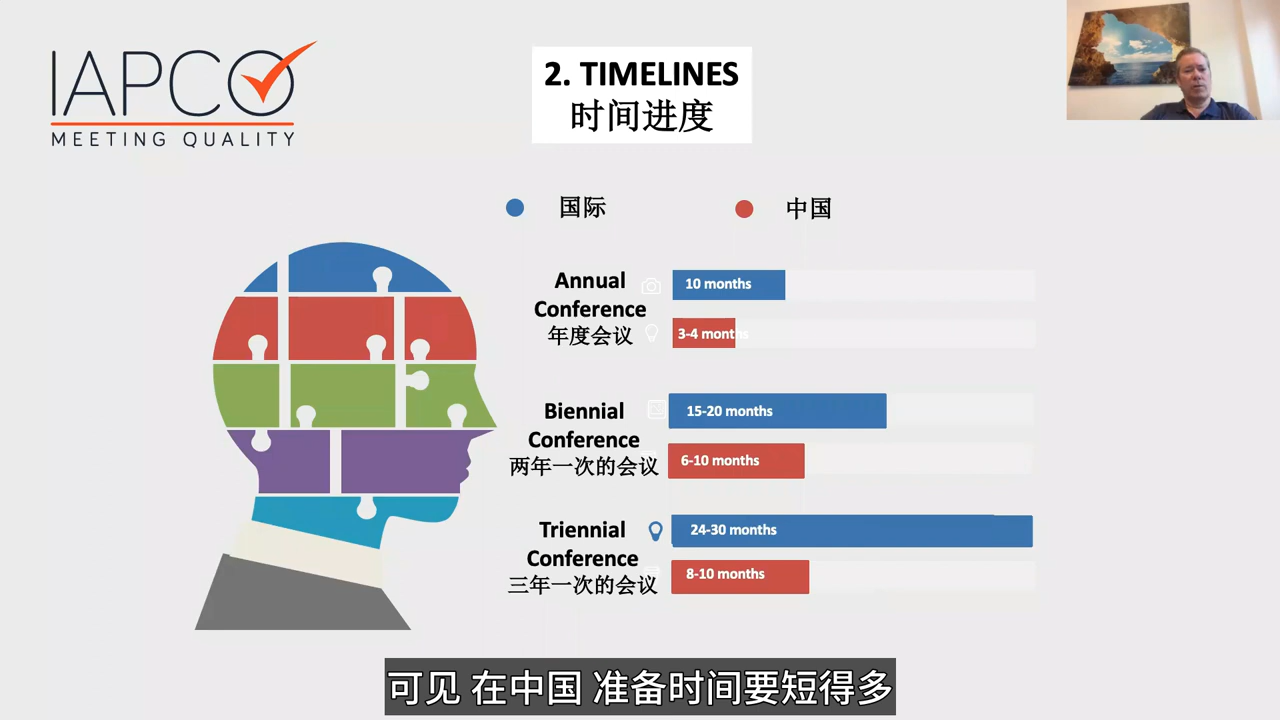 IAPCO
MEETING QUALITY
2. TIMELINES
时间进度
国际
中国
Annual
Conference
年度会议
10 months
3-4 months
Biennial
Conference
两年一次的会议
15-20 months
6-10 months
Triennial
Conference
三年一次的会议
24-30 months
8-10 months
可见 在中国 准备时间要短得多